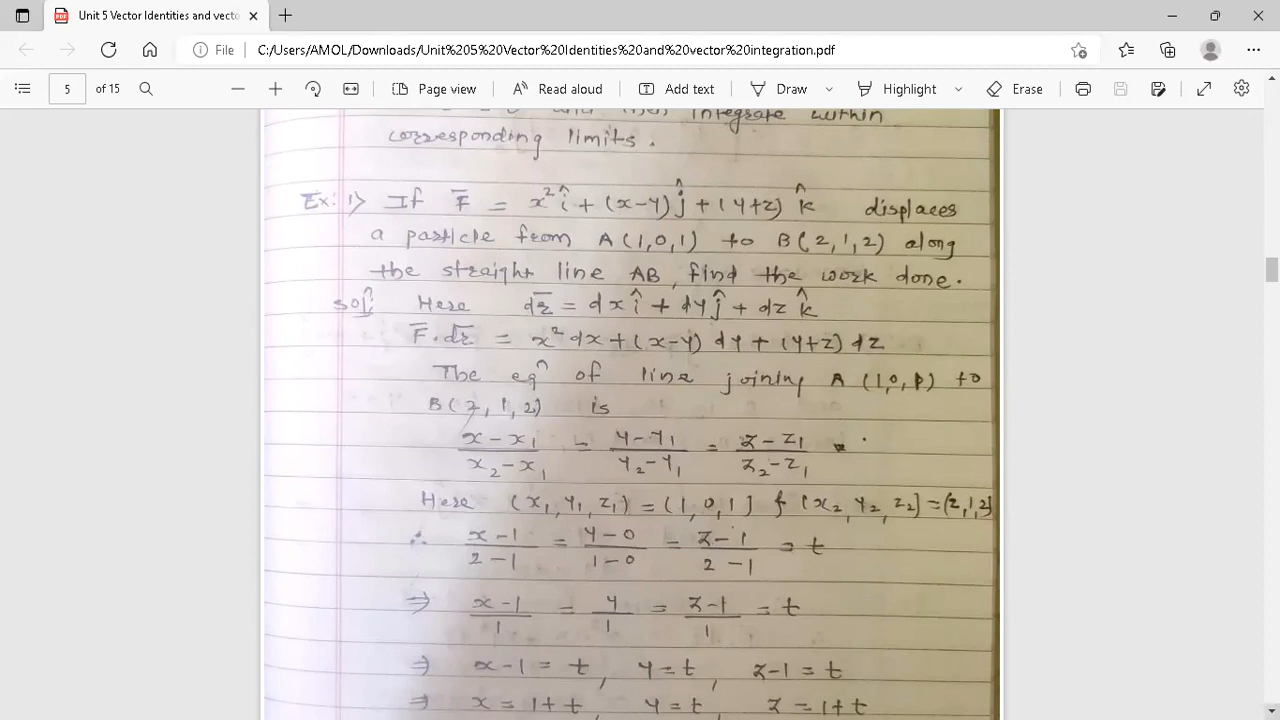 Unit 5 Vector Identities and vecto
File C:/Users/AMOL/Downloads/Unit%205%20Vector%20Identities%20and%20vector%20integration.pdf
5 of 15 Page view Read aloud Add text Draw Highlight Erase
integrate within
corresponding limits.
Ex: 1) If F̄ = x² î + (x-y) ĵ + (y+z) k̂ displaces
a particle from A(1,0,1) to B(2,1,2) along
the straight line AB, find the work done.
solⁿ: Here dr̄ = dx î + dy ĵ + dz k̂
F̄.dr̄ = x² dx + (x-y) dy + (y+z) dz
The eqⁿ of line joining A (1,0,1) to
B(2,1,2) is
(x-x₁)/(x₂-x₁) = (y-y₁)/(y₂-y₁) = (z-z₁)/(z₂-z₁)
Here (x₁, y₁, z₁) = (1,0,1) & (x₂, y₂, z₂) = (2,1,2)
∴ (x-1)/(2-1) = (y-0)/(1-0) = (z-1)/(2-1) = t
⇒ (x-1)/1 = y/1 = (z-1)/1 = t
⇒ x-1 = t, y=t, z-1 = t
⇒ x = 1+t, y=t, z = 1+t